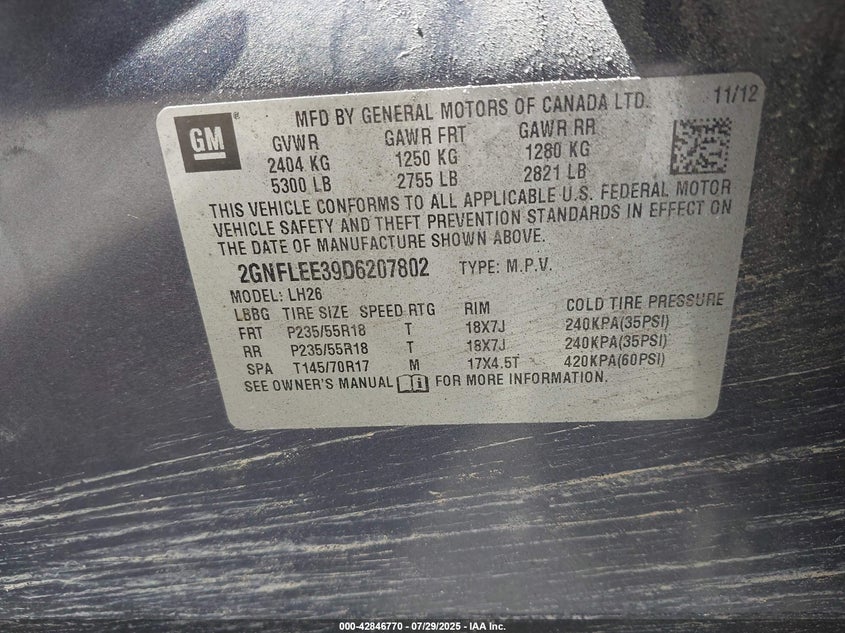 GM
MFD BY GENERAL MOTORS OF CANADA LTD. 11/12
GVWR GAWR FRT GAWR RR
2404 KG 1250 KG 1280 KG
5300 LB 2755 LB 2821 LB
THIS VEHICLE CONFORMS TO ALL APPLICABLE U.S. FEDERAL MOTOR
VEHICLE SAFETY AND THEFT PREVENTION STANDARDS IN EFFECT ON
THE DATE OF MANUFACTURE SHOWN ABOVE.
2GNFLEE39D6207802 TYPE: M.P.V.
MODEL: LH26
LBBG TIRE SIZE SPEED RTG RIM COLD TIRE PRESSURE
FRT P235/55R18 T 18X7J 240KPA(35PSI)
RR P235/55R18 T 18X7J 240KPA(35PSI)
SPA T145/70R17 M 17X4.5T 420KPA(60PSI)
SEE OWNER'S MANUAL FOR MORE INFORMATION.
000-42846770 - 07/29/2025 - IAA Inc.